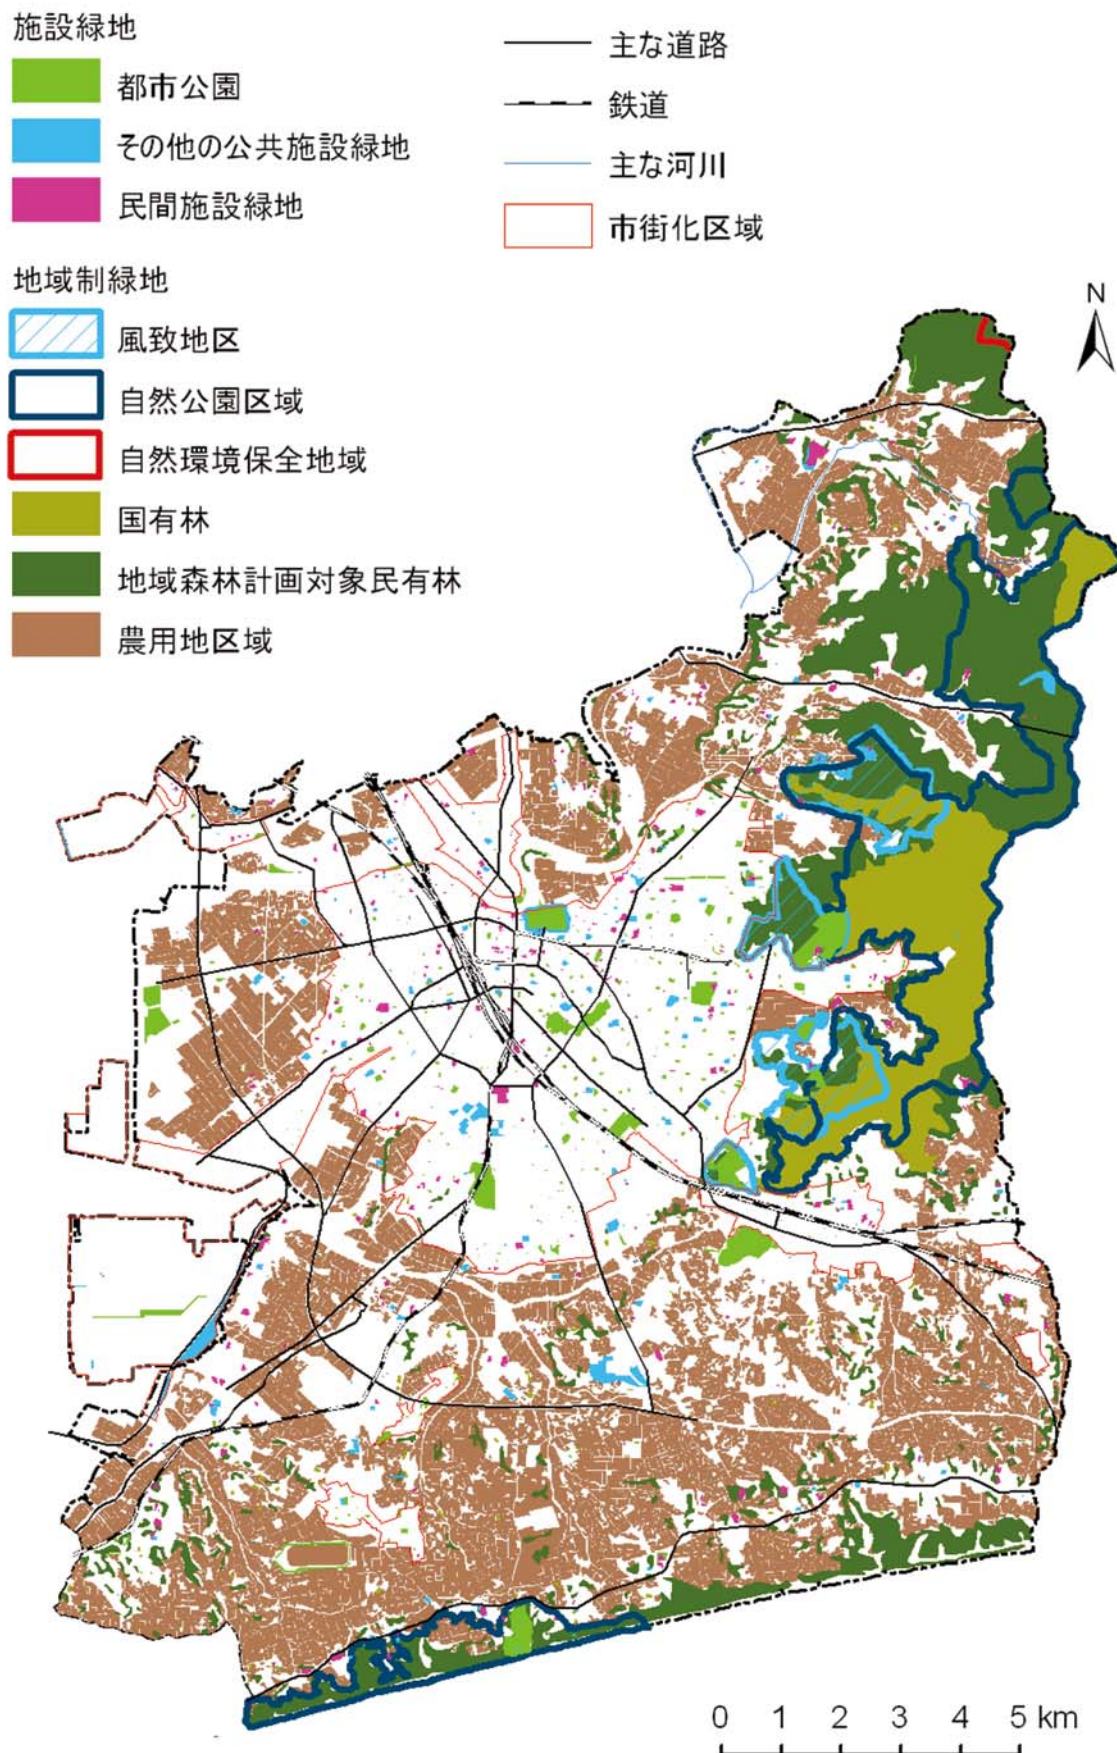 施設緑地
都市公園
その他の公共施設緑地
民間施設緑地
主な道路
鉄道
主な河川
市街化区域
地域制緑地
風致地区
自然公園区域
自然環境保全地域
国有林
地域森林計画対象民有林
農用地区域
N
0 1 2 3 4 5 km